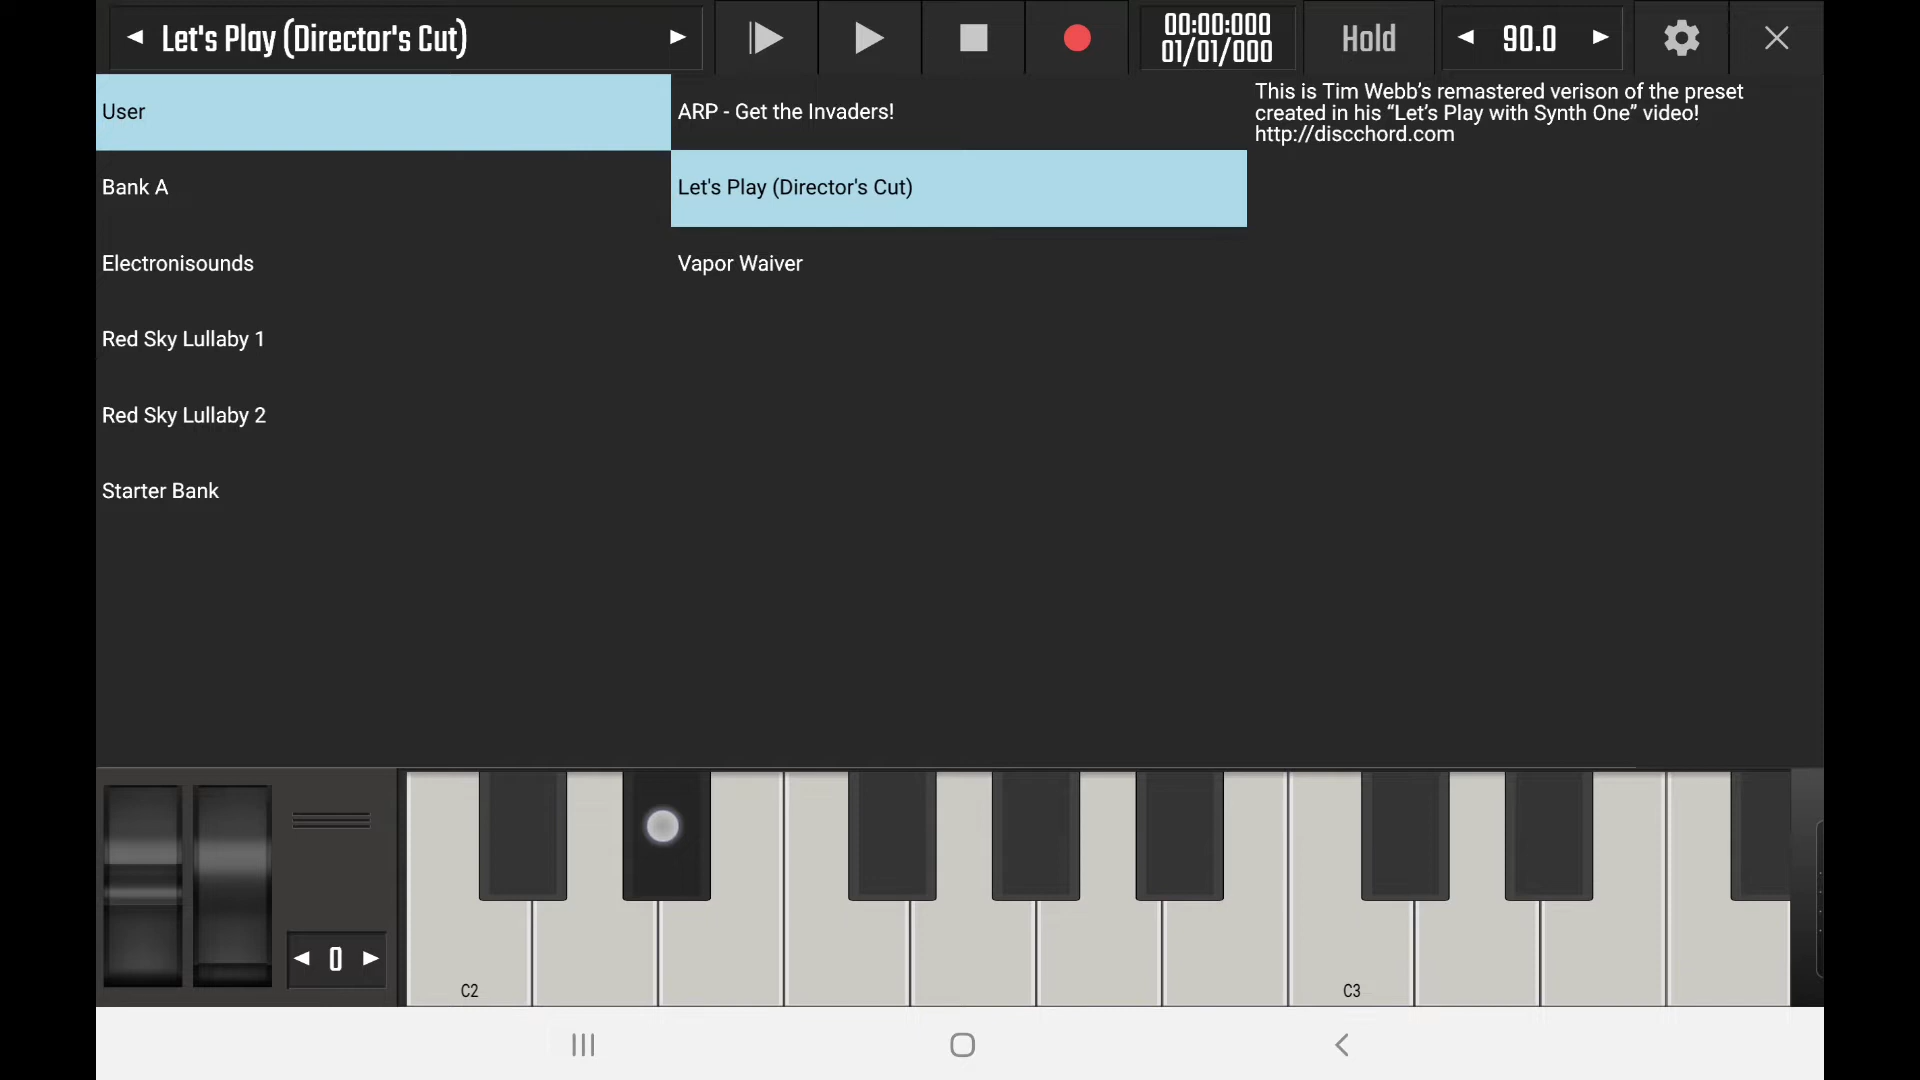 Let's Play (Director's Cut)
00:00:000
01/01/000
Hold
90.0
User
Bank A
Electronisounds
Red Sky Lullaby 1
Red Sky Lullaby 2
Starter Bank
ARP - Get the Invaders!
Let's Play (Director's Cut)
Vapor Waiver
This is Tim Webb’s remastered verison of the preset
created in his “Let’s Play with Synth One” video!
http://discchord.com
0
C2
C3